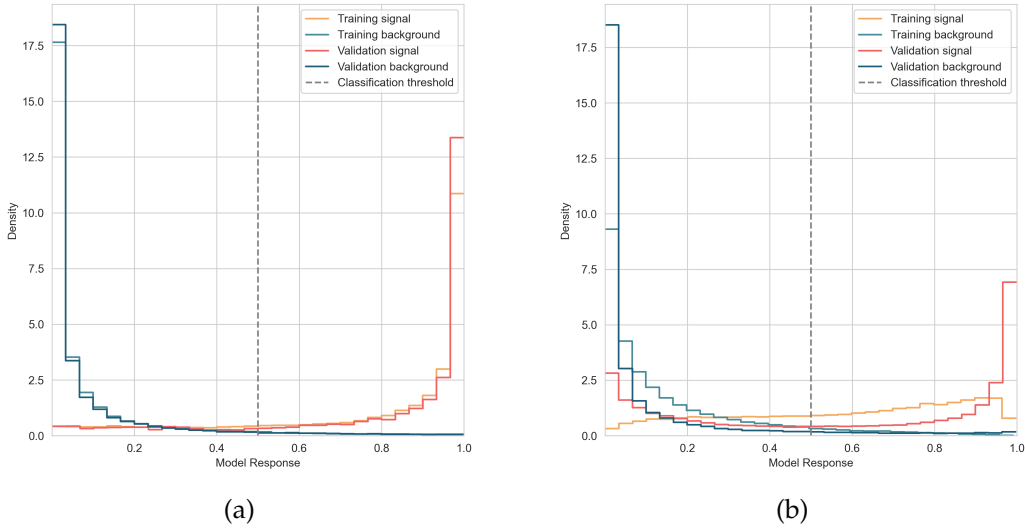 Training signal
Training background
Validation signal
Validation background
Classification threshold
17.5
15.0
12.5
10.0
7.5
5.0
2.5
0.0
Density
0.2
0.4
0.6
0.8
1.0
Model Response
(a)
Training signal
Training background
Validation signal
Validation background
Classification threshold
17.5
15.0
12.5
10.0
7.5
5.0
2.5
0.0
Density
0.2
0.4
0.6
0.8
1.0
Model Response
(b)